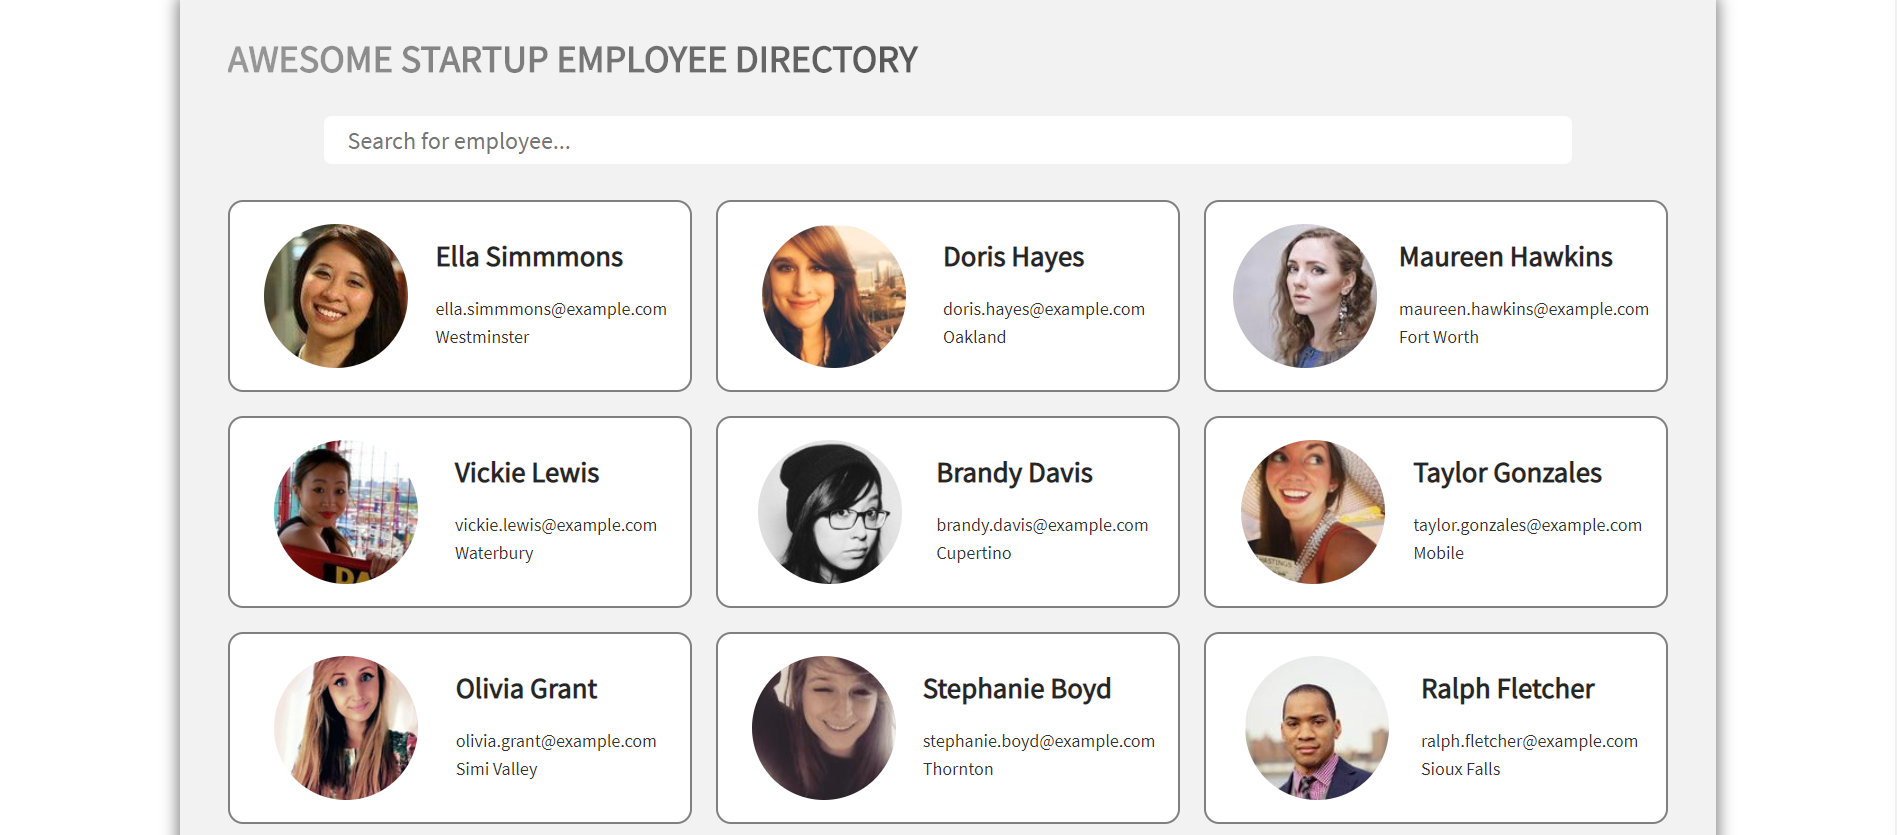 AWESOME STARTUP EMPLOYEE DIRECTORY
Search for employee...
Ella Simmmons
ella.simmmons@example.com
Westminster
Doris Hayes
doris.hayes@example.com
Oakland
Maureen Hawkins
maureen.hawkins@example.com
Fort Worth
Vickie Lewis
vickie.lewis@example.com
Waterbury
Brandy Davis
brandy.davis@example.com
Cupertino
Taylor Gonzales
taylor.gonzales@example.com
Mobile
Olivia Grant
olivia.grant@example.com
Simi Valley
Stephanie Boyd
stephanie.boyd@example.com
Thornton
Ralph Fletcher
ralph.fletcher@example.com
Sioux Falls